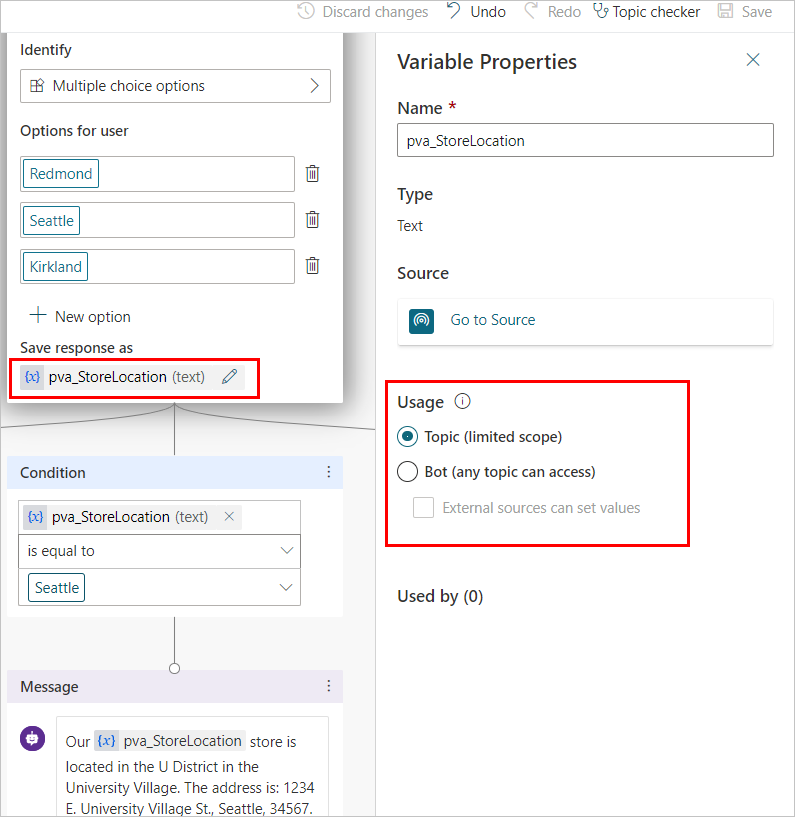 Discard changes Undo Redo Topic checker Save
Identify
Multiple choice options
Options for user
Redmond
Seattle
Kirkland
New option
Save response as
{x} pva_StoreLocation (text)
Condition
{x} pva_StoreLocation (text)
is equal to
Seattle
Message
Our {x} pva_StoreLocation store is
located in the U District in the
University Village. The address is: 1234
E. University Village St., Seattle, 34567.
Variable Properties
Name *
pva_StoreLocation
Type
Text
Source
Go to Source
Usage
Topic (limited scope)
Bot (any topic can access)
External sources can set values
Used by (0)